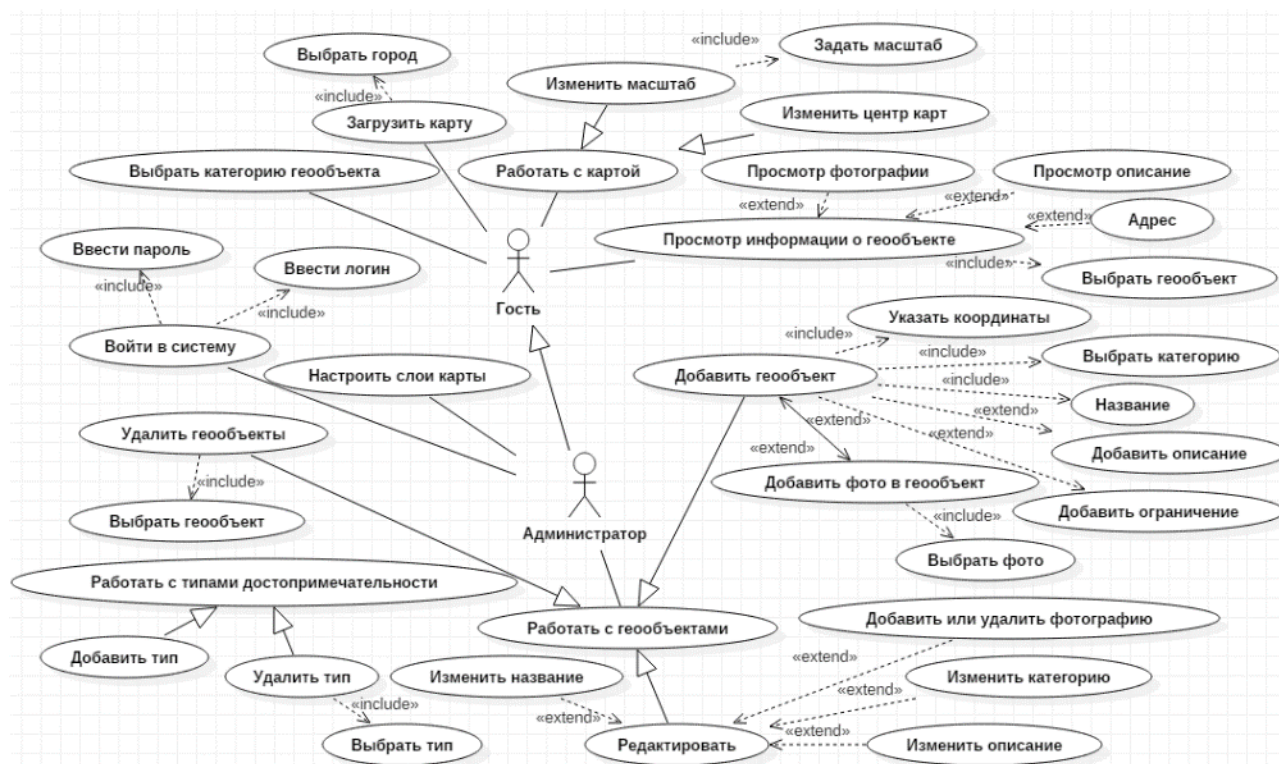 «include»
Задать масштаб
Выбрать город
Изменить масштаб
«include»
Загрузить карту
Изменить центр карт
Выбрать категорию геообъекта
Работать с картой
Просмотр фотографии
Просмотр описание
«extend»
«extend»
«extend»
Адрес
Ввести пароль
Ввести логин
Просмотр информации о геообъекте
«include»
Выбрать геообъект
«include»
«include»
Гость
Указать координаты
«include»
Войти в систему
Настроить слои карты
Добавить геообъект
«include»
Выбрать категорию
«include»
Название
Удалить геообъекты
«extend»
«extend»
«extend»
«extend»
Добавить описание
«include»
Добавить фото в геообъект
Выбрать геообъект
Администратор
«include»
Добавить ограничение
Выбрать фото
Работать с типами достопримечательности
Работать с геообъектами
Добавить или удалить фотографию
Добавить тип
Удалить тип
Изменить название
«extend»
Изменить категорию
«extend»
«include»
«extend»
«extend»
Выбрать тип
Редактировать
Изменить описание